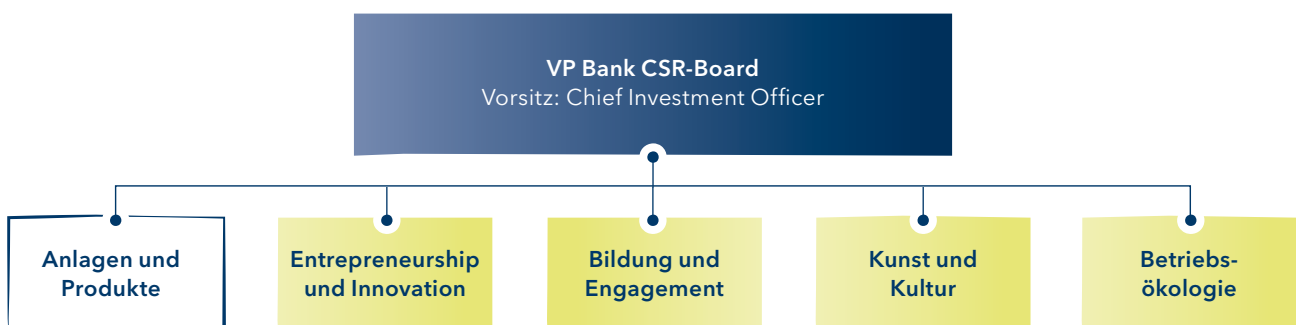 VP Bank CSR-Board
Vorsitz: Chief Investment Officer
Anlagen und
Produkte
Entrepreneurship
und Innovation
Bildung und
Engagement
Kunst und
Kultur
Betriebs-
ökologie